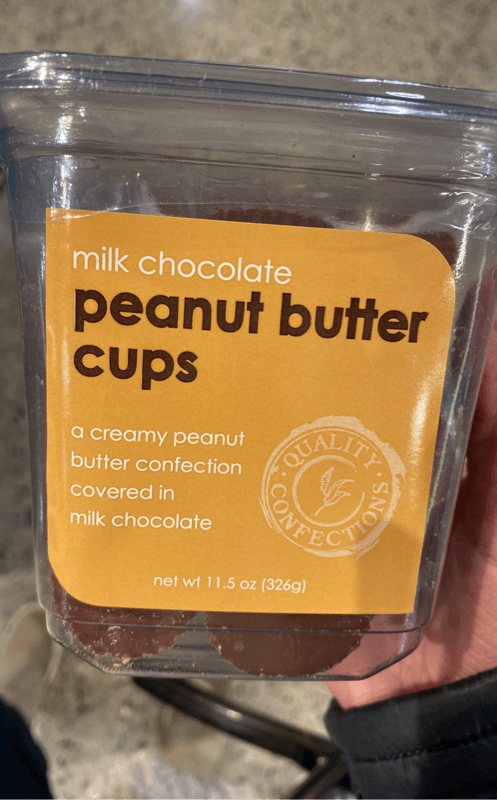 milk chocolate
peanut butter
cups
a creamy peanut
butter confection
covered in
milk chocolate
QUALITY
CONFECTIONS
net wt 11.5 oz (326g)